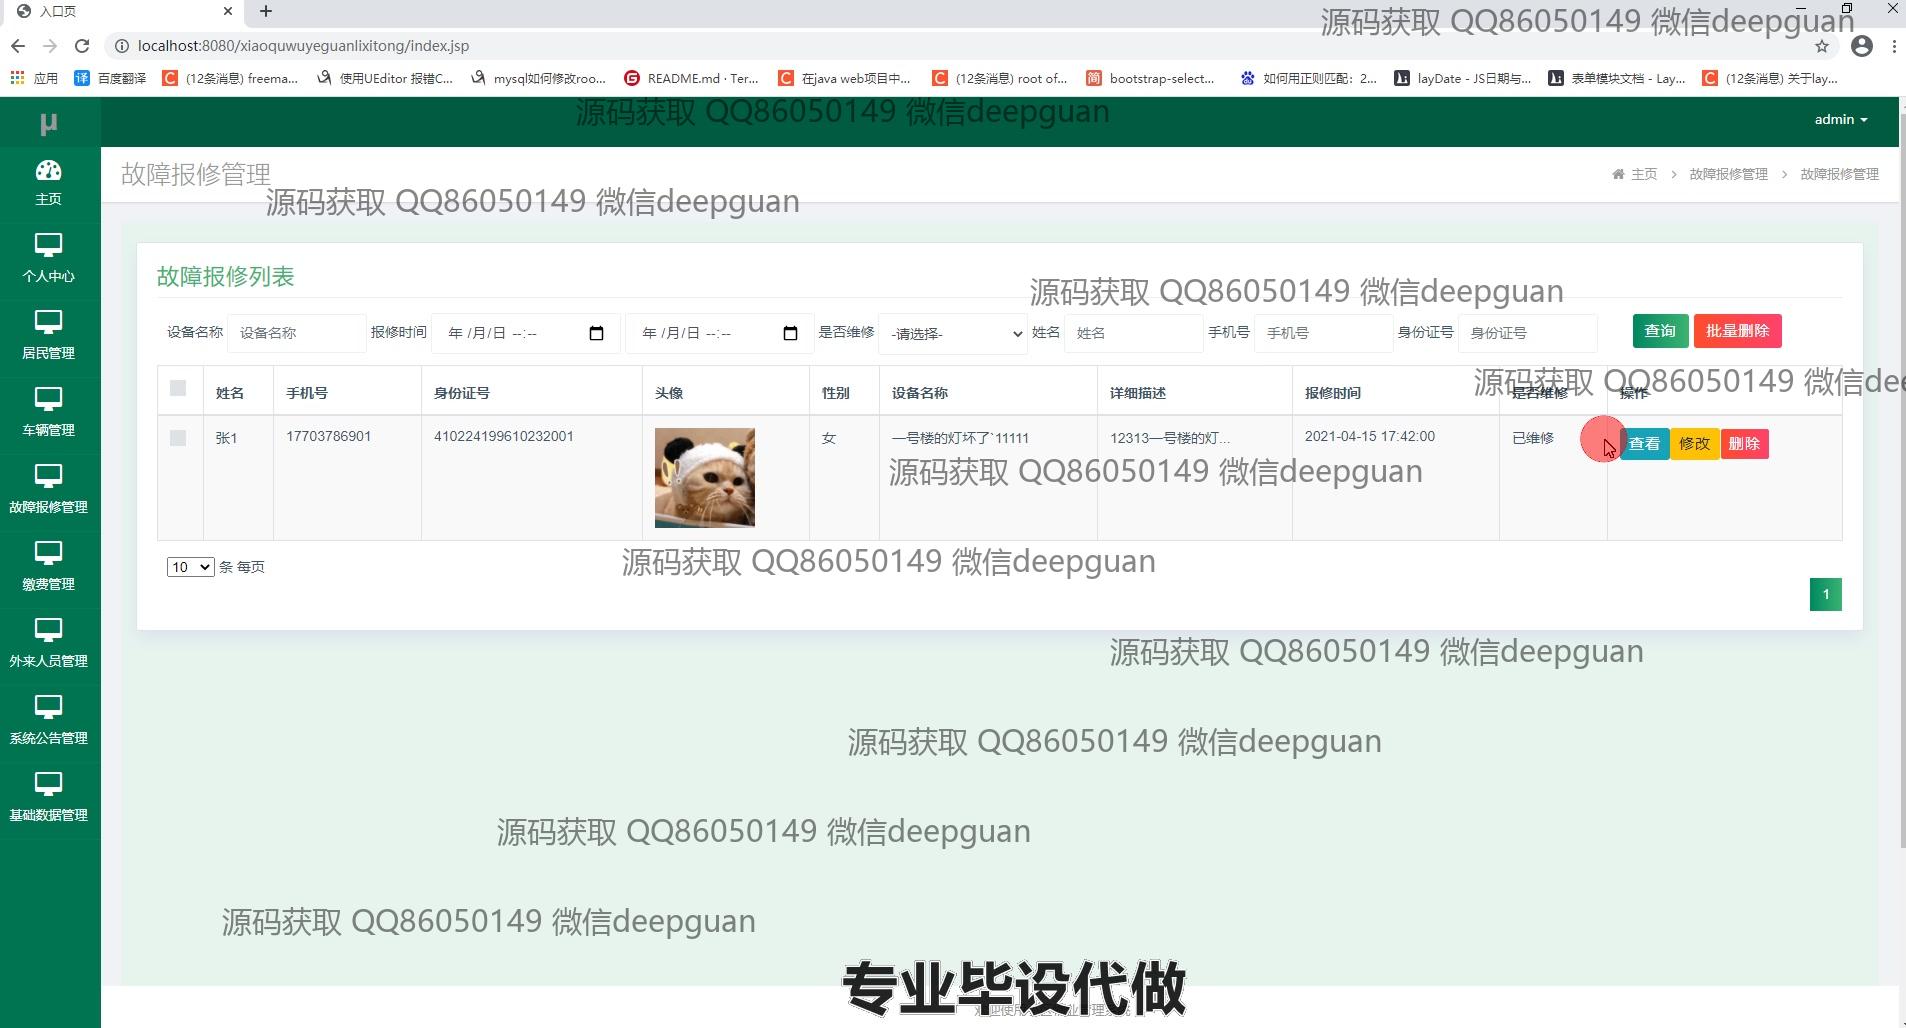 入口页
源码获取 QQ86050149 微信deepguan
localhost:8080/xiaoquwuyeguanlixitong/index.jsp
应用 百度翻译 (12条消息) freema... 使用UEditor 报错C... mysql如何修改roo... README.md · Ter... 在java web项目中... (12条消息) root of... bootstrap-select... 如何用正则匹配：2... layDate - JS日期与... 表单模块文档 - Lay... (12条消息) 关于lay...
源码获取 QQ86050149 微信deepguan
μ
admin
主页
故障报修管理
主页 > 故障报修管理 > 故障报修管理
源码获取 QQ86050149 微信deepguan
个人中心
故障报修列表
源码获取 QQ86050149 微信deepguan
设备名称 设备名称 报修时间 年 /月/日 --:-- 年 /月/日 --:-- 是否维修 -请选择- 姓名 姓名 手机号 手机号 身份证号 身份证号 查询 批量删除
居民管理
源码获取 QQ86050149 微信dee
姓名 手机号 身份证号 头像 性别 设备名称 详细描述 报修时间 是否维修 操作
车辆管理
张1 17703786901 410224199610232001 女 一号楼的灯坏了`11111 12313一号楼的灯... 2021-04-15 17:42:00 已维修 查看 修改 删除
源码获取 QQ86050149 微信deepguan
故障报修管理
源码获取 QQ86050149 微信deepguan
10 条 每页
缴费管理
1
源码获取 QQ86050149 微信deepguan
外来人员管理
系统公告管理
源码获取 QQ86050149 微信deepguan
基础数据管理
源码获取 QQ86050149 微信deepguan
源码获取 QQ86050149 微信deepguan
专业毕设代做